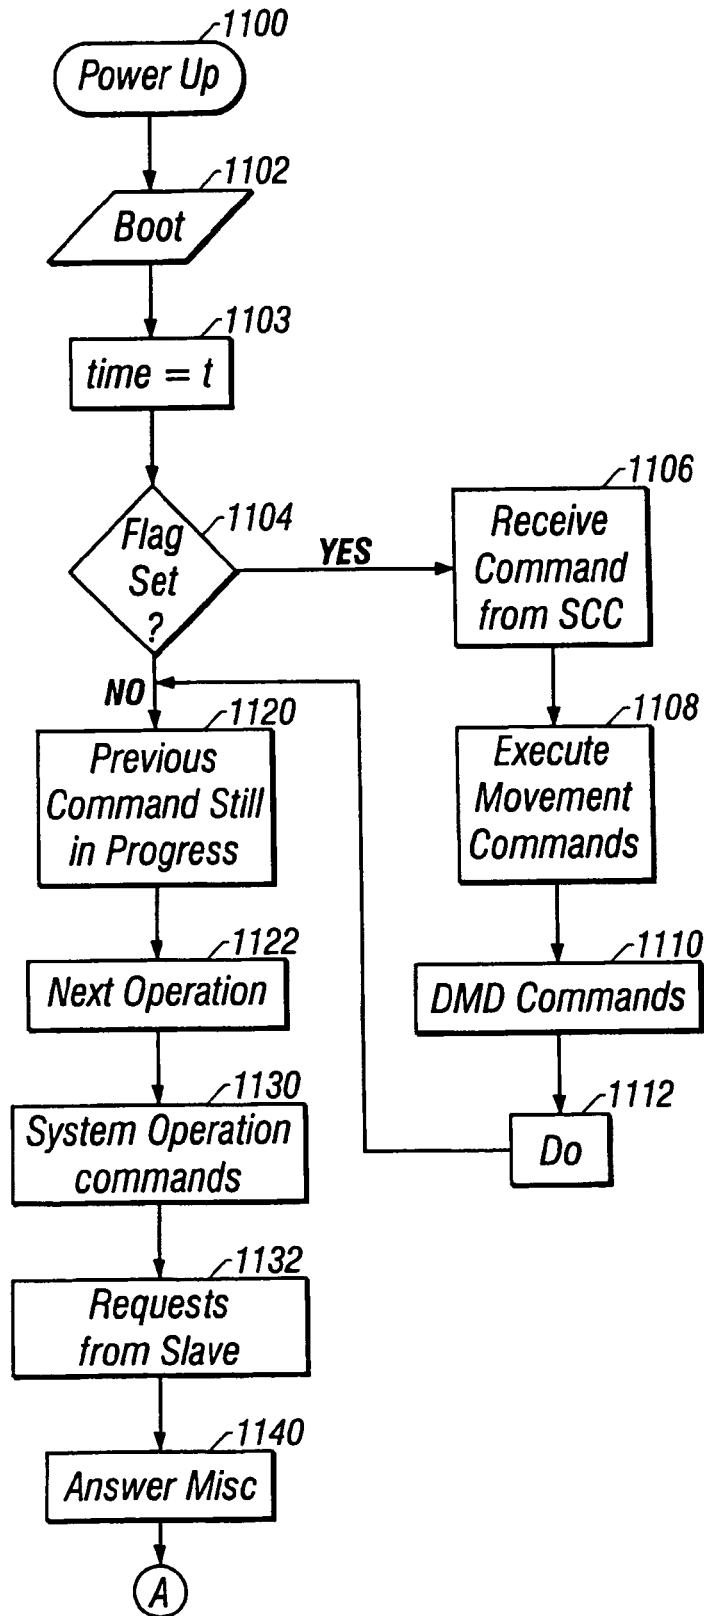 1100
Power Up
1102
Boot
1103
time = t
1104
Flag
Set
?
YES
NO
1106
Receive
Command
from SCC
1108
Execute
Movement
Commands
1110
DMD Commands
1112
Do
1120
Previous
Command Still
in Progress
1122
Next Operation
1130
System Operation
commands
1132
Requests
from Slave
1140
Answer Misc
A